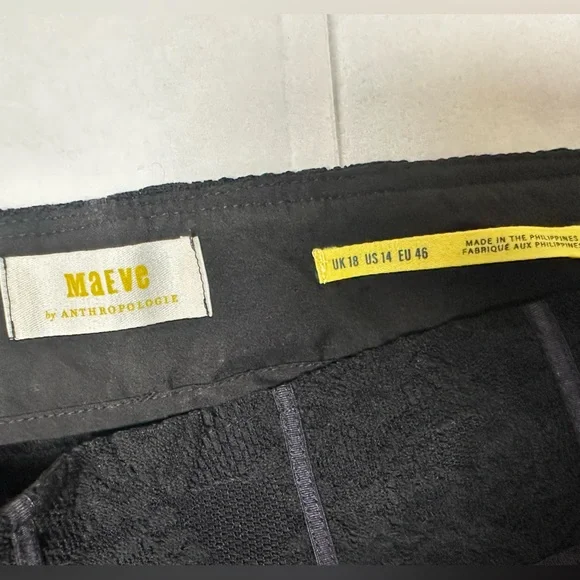 MaEVe
by ANTHROPOLOGIE
UK 18 US 14 EU 46
MADE IN THE PHILIPPINES
FABRIQUÉ AUX PHILIPPINES